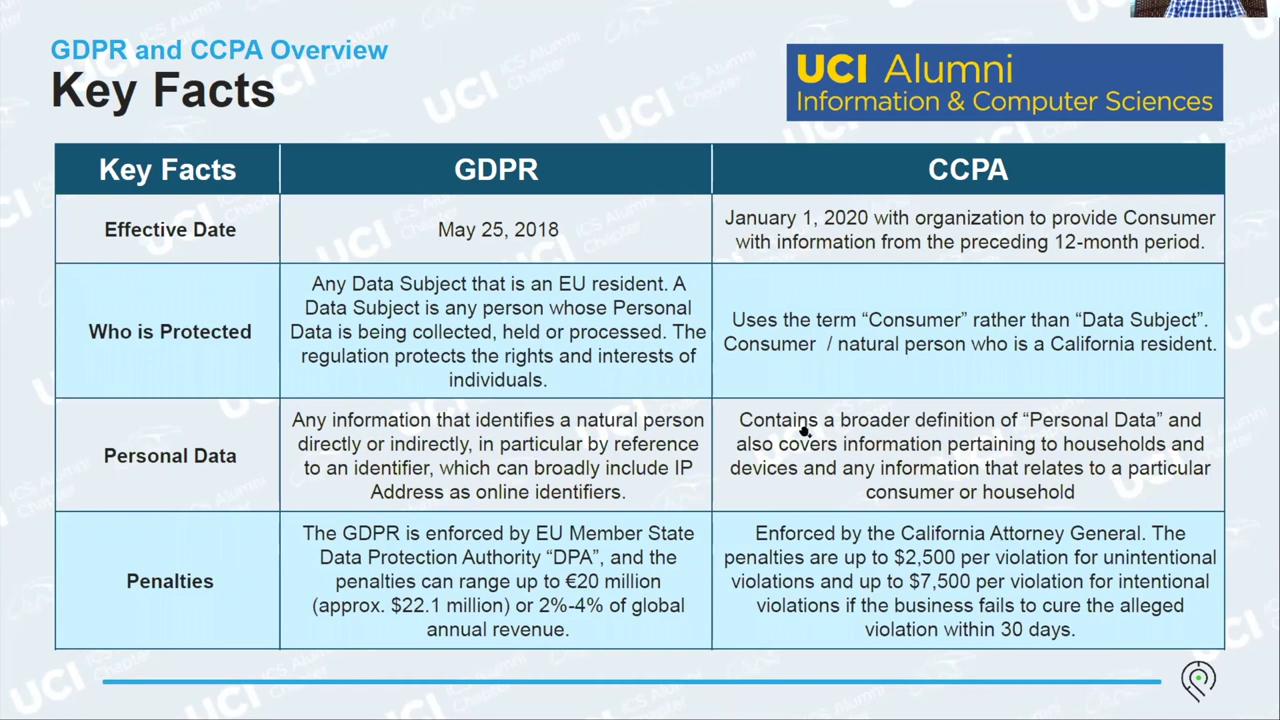 GDPR and CCPA Overview
Key Facts
UCI Alumni
Information & Computer Sciences
Key Facts
GDPR
CCPA
Effective Date
May 25, 2018
January 1, 2020 with organization to provide Consumer
with information from the preceding 12-month period.
Who is Protected
Any Data Subject that is an EU resident. A
Data Subject is any person whose Personal
Data is being collected, held or processed. The
regulation protects the rights and interests of
individuals.
Uses the term “Consumer” rather than “Data Subject”.
Consumer / natural person who is a California resident.
Personal Data
Any information that identifies a natural person
directly or indirectly, in particular by reference
to an identifier, which can broadly include IP
Address as online identifiers.
Contains a broader definition of “Personal Data” and
also covers information pertaining to households and
devices and any information that relates to a particular
consumer or household
Penalties
The GDPR is enforced by EU Member State
Data Protection Authority “DPA”, and the
penalties can range up to €20 million
(approx. $22.1 million) or 2%-4% of global
annual revenue.
Enforced by the California Attorney General. The
penalties are up to $2,500 per violation for unintentional
violations and up to $7,500 per violation for intentional
violations if the business fails to cure the alleged
violation within 30 days.
UCI ICS Alumni
Chapter